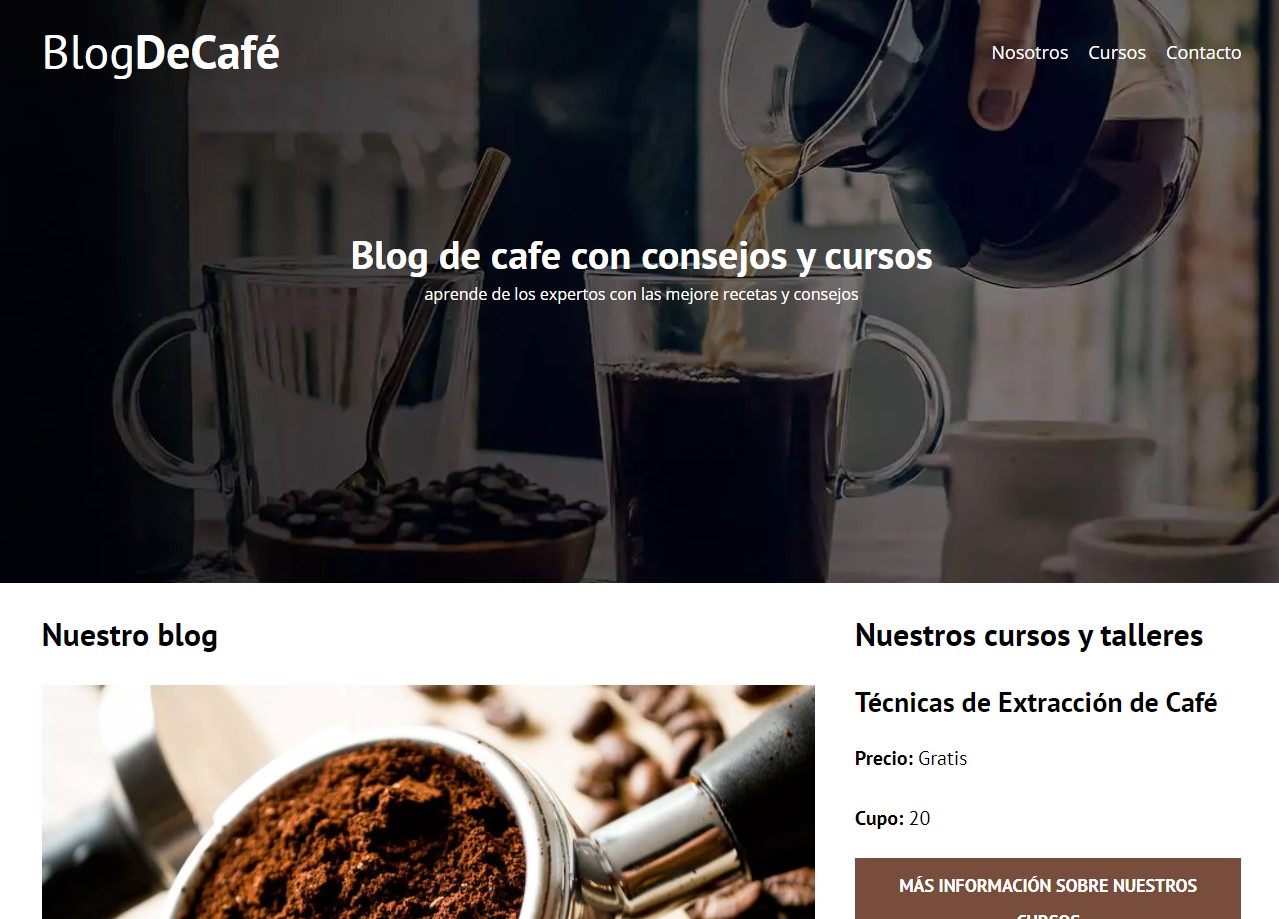 BlogDeCafé
Nosotros Cursos Contacto
Blog de cafe con consejos y cursos
aprende de los expertos con las mejore recetas y consejos
Nuestro blog
Nuestros cursos y talleres
Técnicas de Extracción de Café
Precio: Gratis
Cupo: 20
MÁS INFORMACIÓN SOBRE NUESTROS
CURSOS